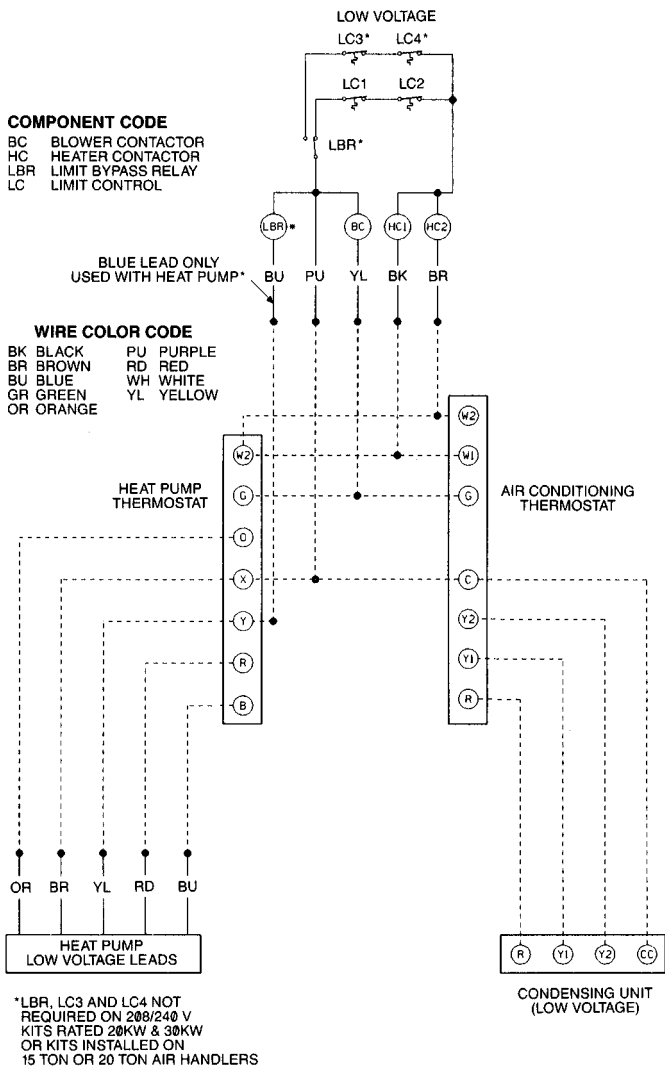 LOW VOLTAGE
LC3* LC4*
LC1 LC2
COMPONENT CODE
BC BLOWER CONTACTOR
HC HEATER CONTACTOR
LBR LIMIT BYPASS RELAY
LC LIMIT CONTROL
LBR*
LBR * BC HC1 HC2
BLUE LEAD ONLY
USED WITH HEAT PUMP*
BU PU YL BK BR
WIRE COLOR CODE
BK BLACK PU PURPLE
BR BROWN RD RED
BU BLUE WH WHITE
GR GREEN YL YELLOW
OR ORANGE
HEAT PUMP
THERMOSTAT
W2
G
O
X
Y
R
B
W2
W1
G
C
Y2
Y1
R
AIR CONDITIONING
THERMOSTAT
OR BR YL RD BU
HEAT PUMP
LOW VOLTAGE LEADS
R Y1 Y2 CC
CONDENSING UNIT
(LOW VOLTAGE)
*LBR, LC3 AND LC4 NOT
REQUIRED ON 208/240 V
KITS RATED 20KW & 30KW
OR KITS INSTALLED ON
15 TON OR 20 TON AIR HANDLERS